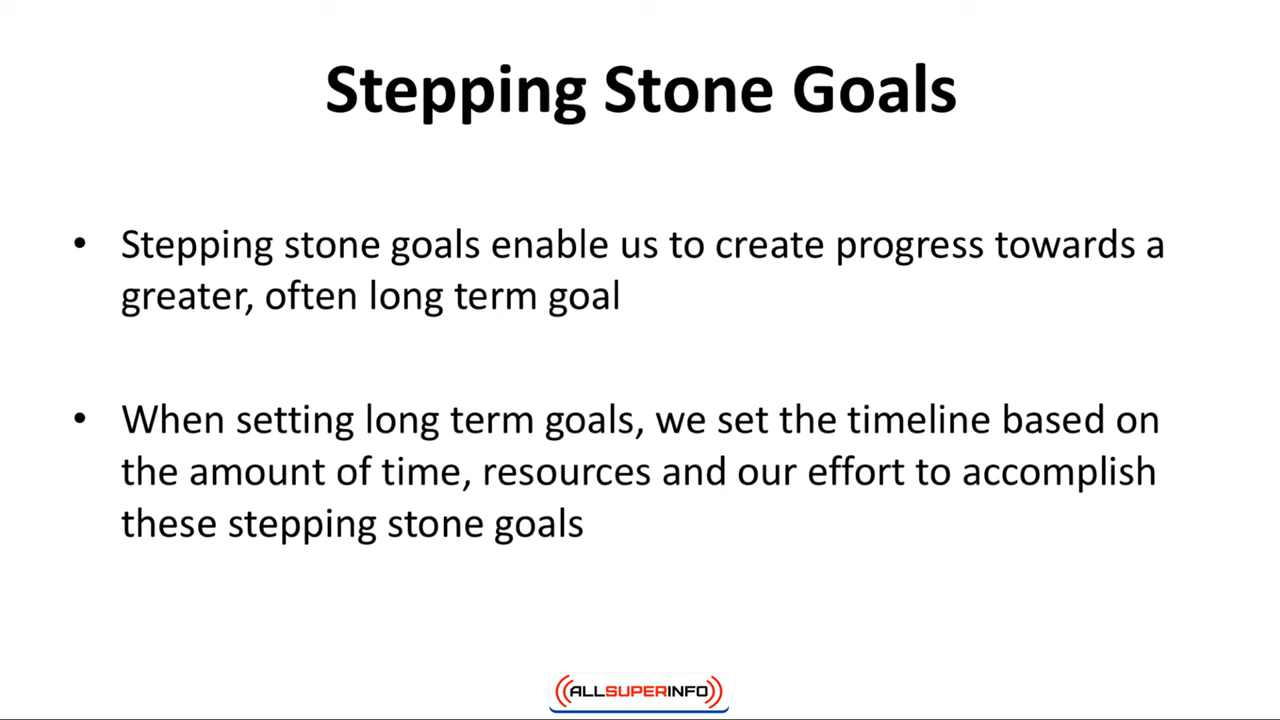 Stepping Stone Goals
• Stepping stone goals enable us to create progress towards a
greater, often long term goal
• When setting long term goals, we set the timeline based on
the amount of time, resources and our effort to accomplish
these stepping stone goals
ALLSUPERINFO